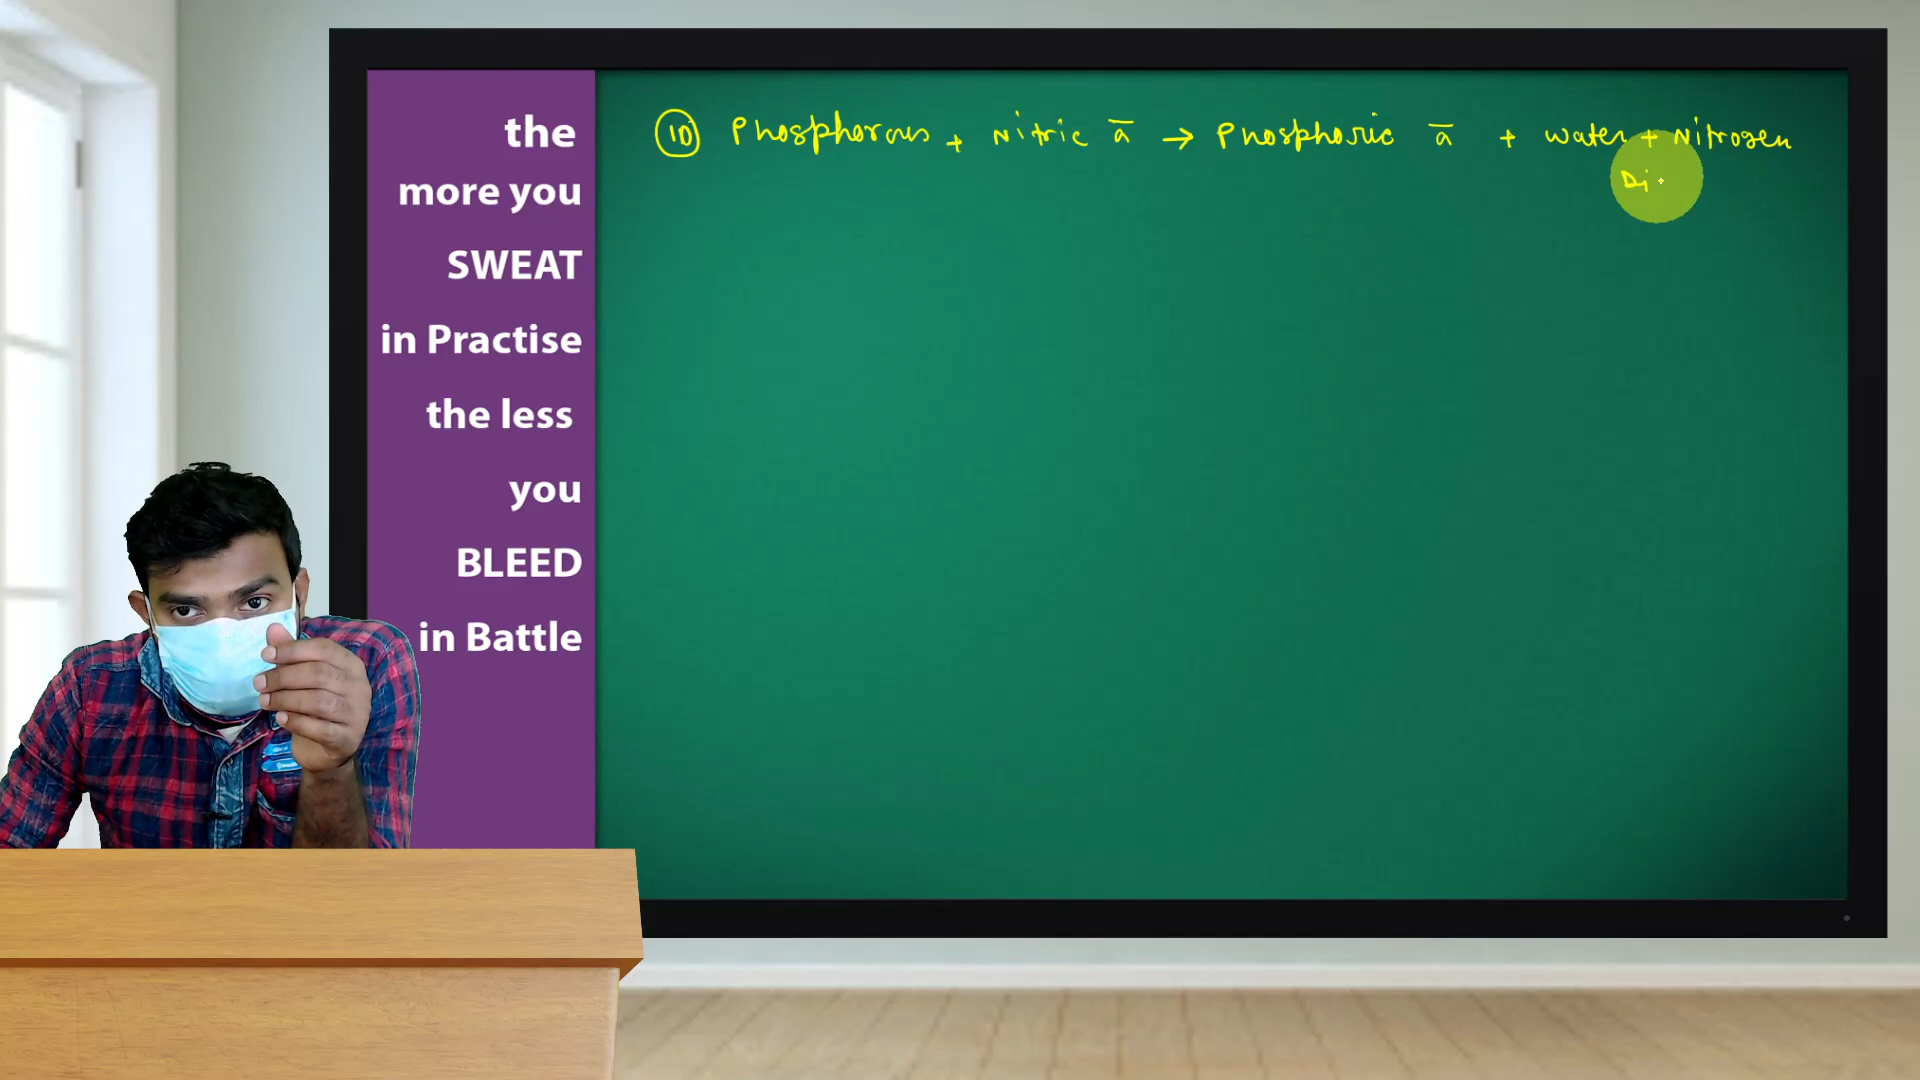 the
more you
SWEAT
in Practise
the less
you
BLEED
in Battle
10 Phosphorous + Nitric a̅ → Phosphoric a̅ + water + Nitrogen
Di